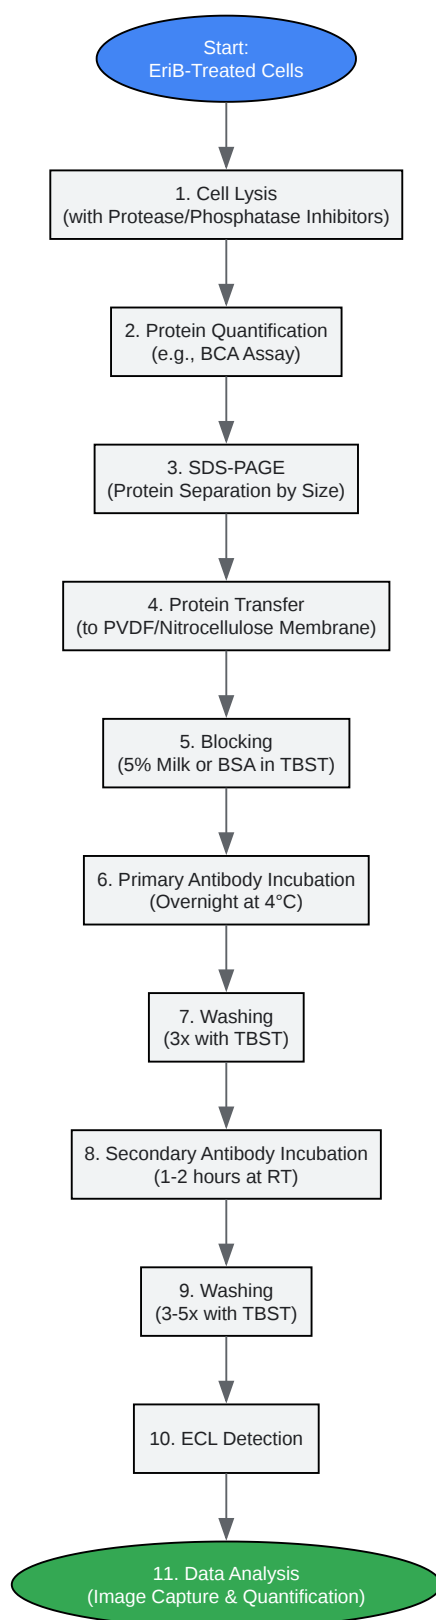 Start:
EriB-Treated Cells
1. Cell Lysis
(with Protease/Phosphatase Inhibitors)
2. Protein Quantification
(e.g., BCA Assay)
3. SDS-PAGE
(Protein Separation by Size)
4. Protein Transfer
(to PVDF/Nitrocellulose Membrane)
5. Blocking
(5% Milk or BSA in TBST)
6. Primary Antibody Incubation
(Overnight at 4°C)
7. Washing
(3x with TBST)
8. Secondary Antibody Incubation
(1-2 hours at RT)
9. Washing
(3-5x with TBST)
10. ECL Detection
11. Data Analysis
(Image Capture & Quantification)